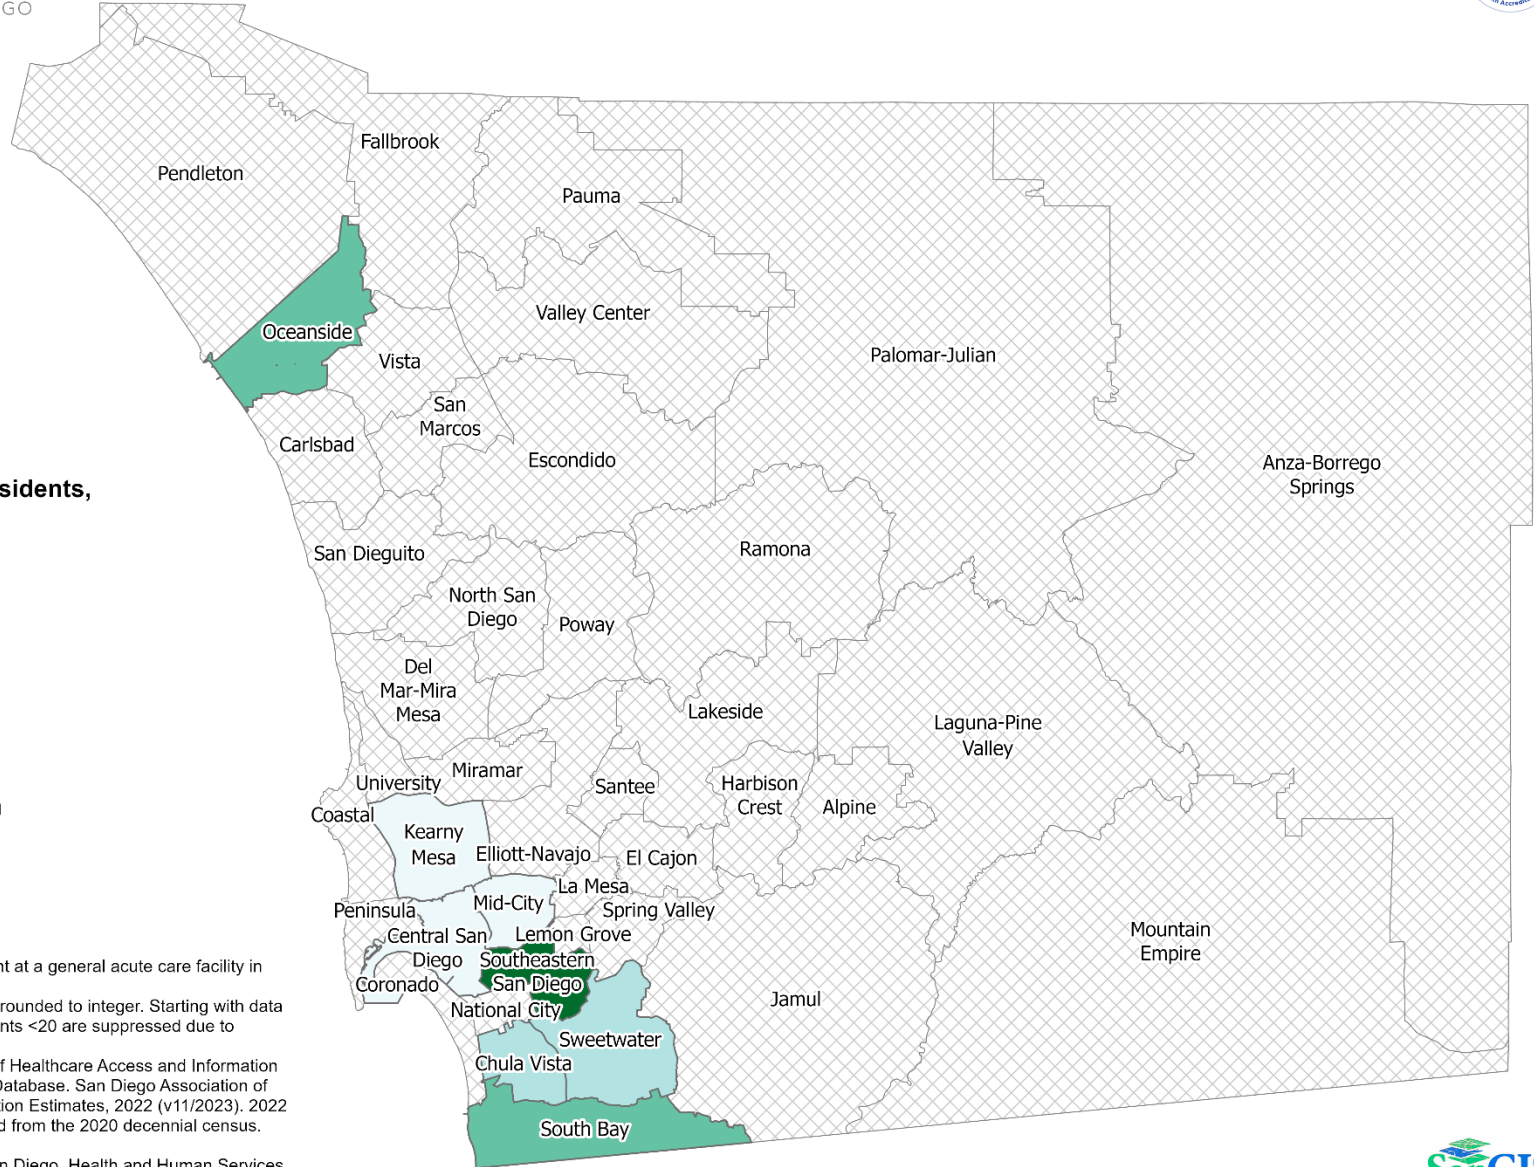 GO
Accredit
Fallbrook
Pendleton
Pauma
Valley Center
Oceanside
Palomar-Julian
Vista
San
Marcos
Carlsbad
Escondido
Anza-Borrego
Springs
sidents,
Ramona
San Dieguito
North San
Diego
Poway
Del
Mar-Mira
Mesa
Lakeside
Laguna-Pine
Valley
Miramar
University
Santee
Harbison
Crest
Alpine
Coastal
Kearny
Mesa
Elliott-Navajo
El Cajon
La Mesa
Mid-City
Peninsula
Spring Valley
Central San
Diego
Lemon Grove
Mountain
Empire
Southeastern
San Diego
Coronado
Jamul
National City
Sweetwater
Chula Vista
South Bay
nt at a general acute care facility in
rounded to integer. Starting with data
nts <20 are suppressed due to
f Healthcare Access and Information
Database. San Diego Association of
tion Estimates, 2022 (v11/2023). 2022
d from the 2020 decennial census.
n Diego, Health and Human Services